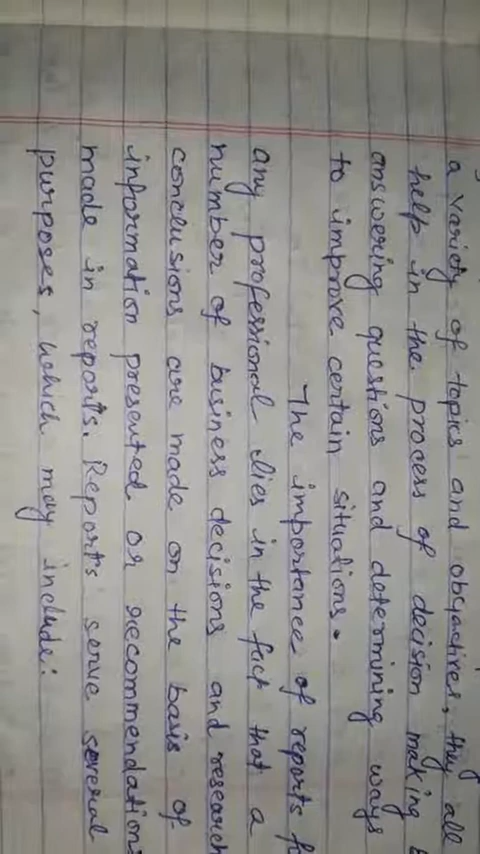 a variety of topics and objectives, they all
help in the process of decision making
answering questions and determining ways
to improve certain situations.
The importance of reports
any professional lies in the fact that a
number of business decisions and research
conclusions are made on the basis of
information presented or recommendations
made in reports. Reports serve several
purposes, which may include: